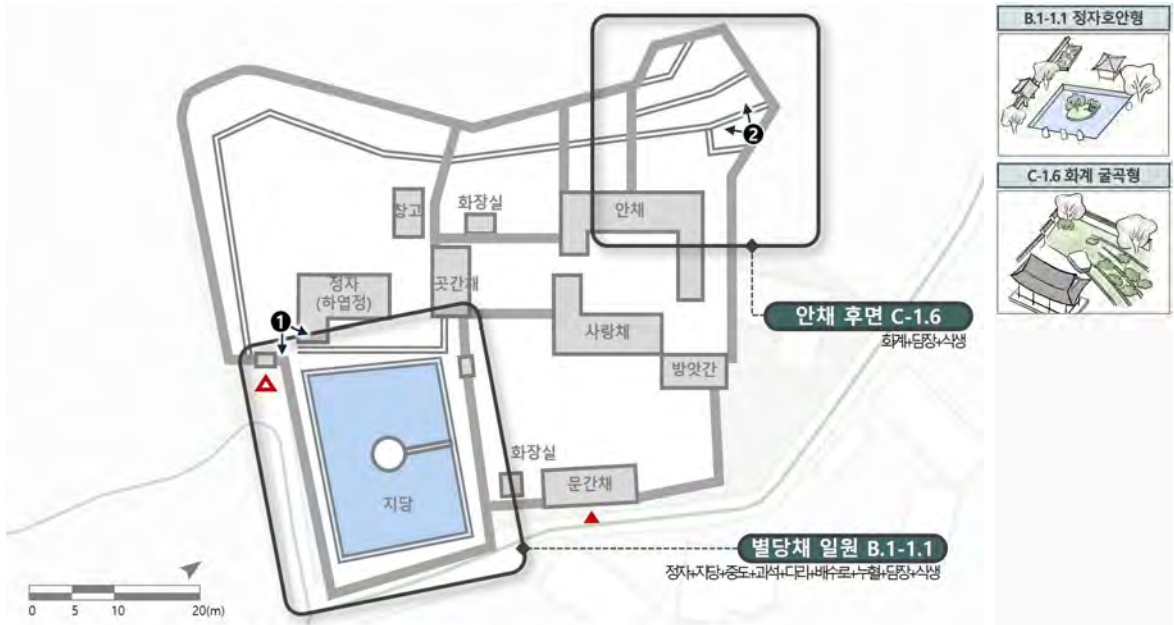 B.1-1.1 정자호안형
C-1.6 화계 굴곡형
❷
창고
화장실
안채
정자
(하엽정)
곳간채
❶
사랑채
안채 후면 C-1.6
화계+담장+식생
방앗간
화장실
문간채
지당
별당채 일원 B.1-1.1
정자+지당+중도+괴석+다리+배수로+누혈+담장+식생
0 5 10 20(m)